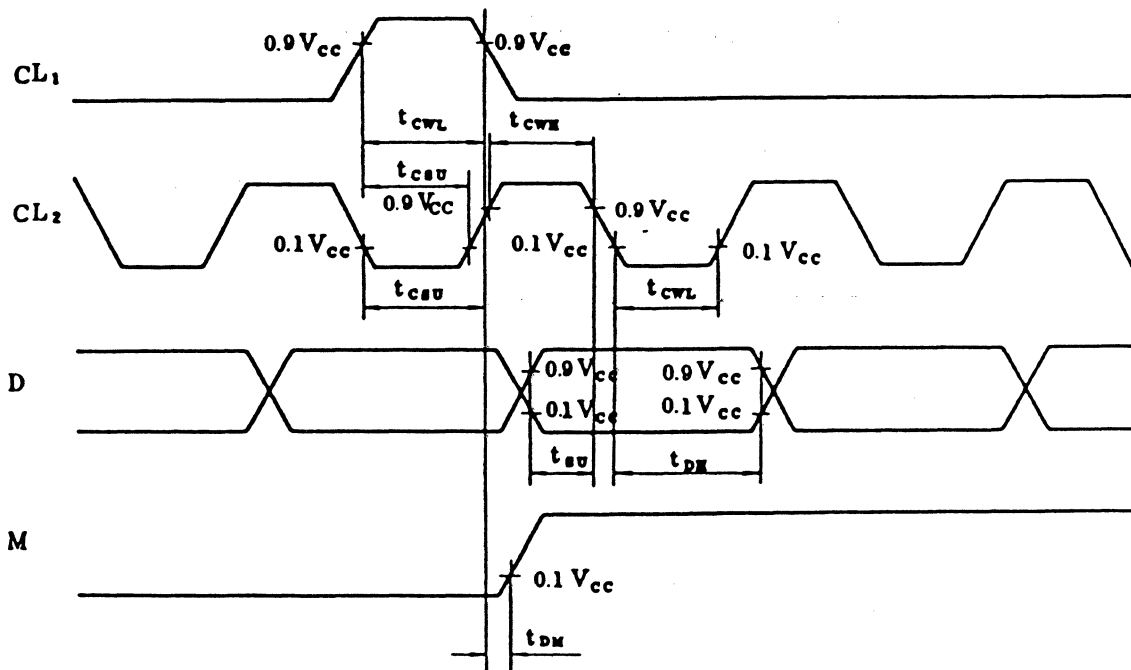 0.9 VCC 0.9 VCC
CL1
tCWL tCWH
tCSU
CL2 0.9 VCC 0.9 VCC
0.1 VCC 0.1 VCC 0.1 VCC
tCSU tCWL
D 0.9 VCC 0.9 VCC
0.1 VCC 0.1 VCC
tSU tDH
M
0.1 VCC
tDM